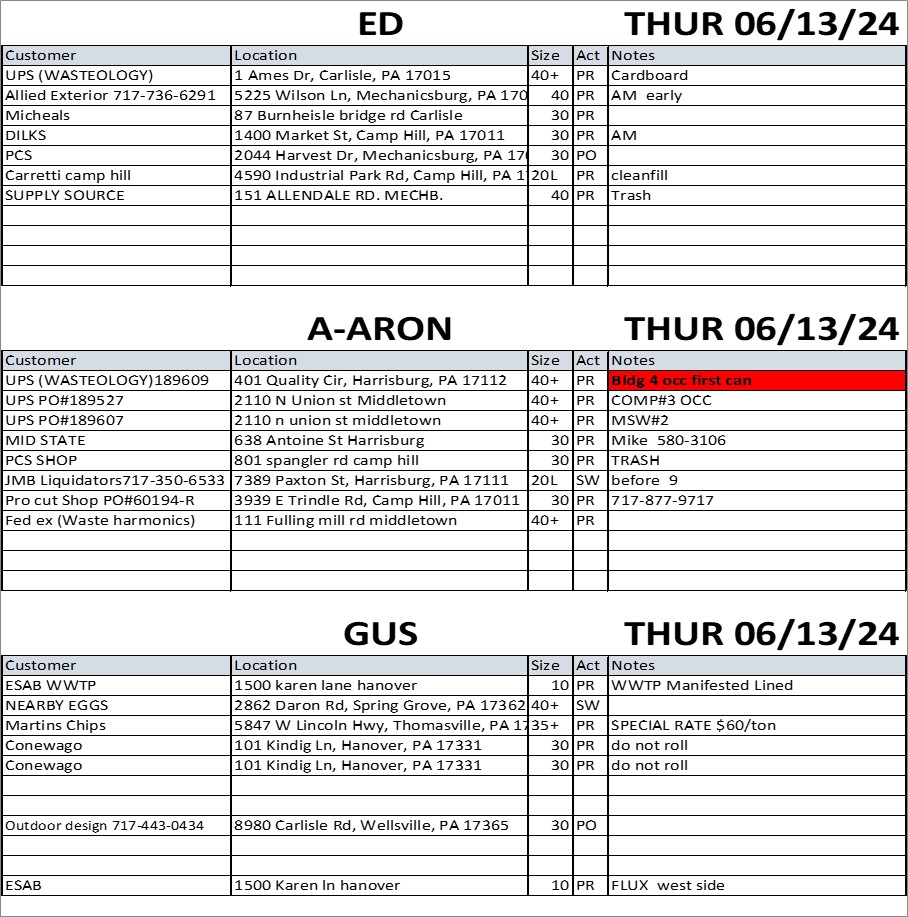 ED THUR 06/13/24
Customer Location Size Act Notes
UPS (WASTEOLOGY) 1 Ames Dr, Carlisle, PA 17015 40+ PR Cardboard
Allied Exterior 717-736-6291 5225 Wilson Ln, Mechanicsburg, PA 170 40 PR AM early
Micheals 87 Burnheisle bridge rd Carlisle 30 PR
DILKS 1400 Market St, Camp Hill, PA 17011 30 PR AM
PCS 2044 Harvest Dr, Mechanicsburg, PA 17 30 PO
Carretti camp hill 4590 Industrial Park Rd, Camp Hill, PA 1 20L PR cleanfill
SUPPLY SOURCE 151 ALLENDALE RD. MECHB. 40 PR Trash
A-ARON THUR 06/13/24
Customer Location Size Act Notes
UPS (WASTEOLOGY)189609 401 Quality Cir, Harrisburg, PA 17112 40+ PR Bldg 4 occ first can
UPS PO#189527 2110 N Union st Middletown 40+ PR COMP#3 OCC
UPS PO#189607 2110 n union st middletown 40+ PR MSW#2
MID STATE 638 Antoine St Harrisburg 30 PR Mike 580-3106
PCS SHOP 801 spangler rd camp hill 30 PR TRASH
JMB Liquidators717-350-6533 7389 Paxton St, Harrisburg, PA 17111 20L SW before 9
Pro cut Shop PO#60194-R 3939 E Trindle Rd, Camp Hill, PA 17011 30 PR 717-877-9717
Fed ex (Waste harmonics) 111 Fulling mill rd middletown 40+ PR
GUS THUR 06/13/24
Customer Location Size Act Notes
ESAB WWTP 1500 karen lane hanover 10 PR WWTP Manifested Lined
NEARBY EGGS 2862 Daron Rd, Spring Grove, PA 17362 40+ SW
Martins Chips 5847 W Lincoln Hwy, Thomasville, PA 17 35+ PR SPECIAL RATE $60/ton
Conewago 101 Kindig Ln, Hanover, PA 17331 30 PR do not roll
Conewago 101 Kindig Ln, Hanover, PA 17331 30 PR do not roll
Outdoor design 717-443-0434 8980 Carlisle Rd, Wellsville, PA 17365 30 PO
ESAB 1500 Karen ln hanover 10 PR FLUX west side